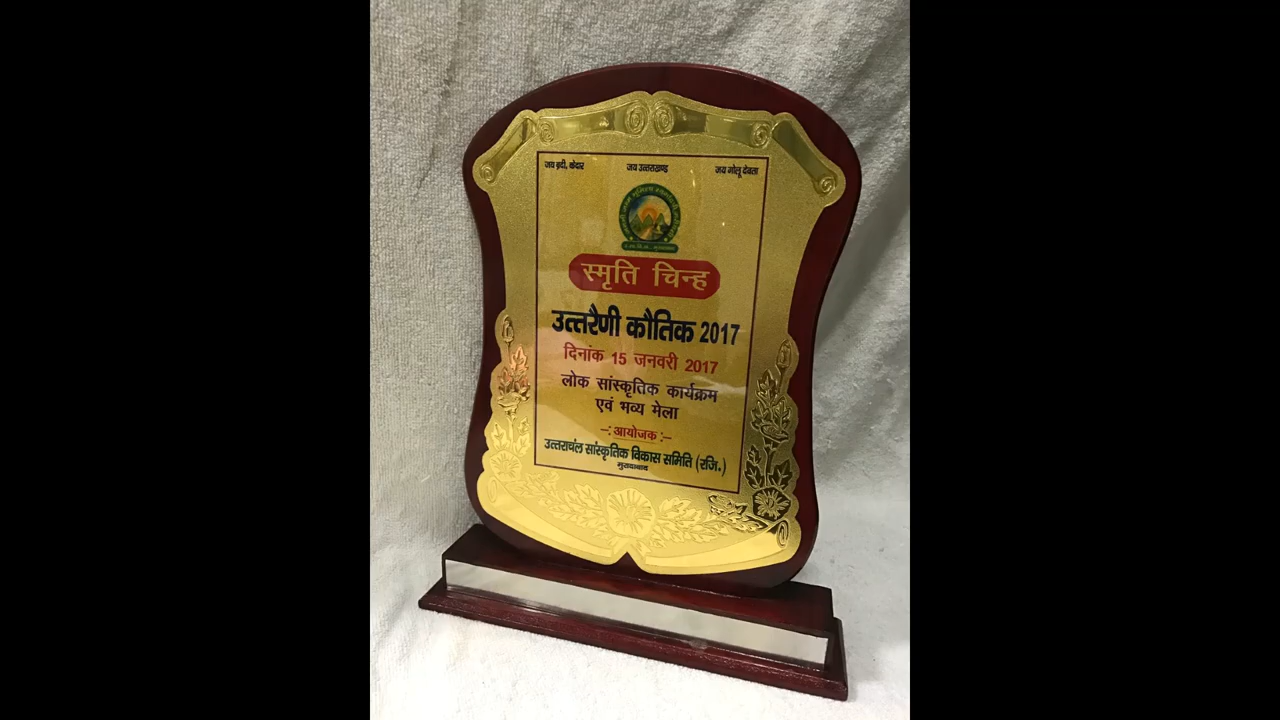 जय बद्री, केदार
जय उत्तराखण्ड
जय गोलू देवता
स्मृति चिन्ह
उत्तरैणी कौतिक 2017
दिनांक 15 जनवरी 2017
लोक सांस्कृतिक कार्यक्रम
एवं भव्य मेला
–: आयोजक :–
उत्तराचंल सांस्कृतिक विकास समिति (रजि.)
मुरादाबाद